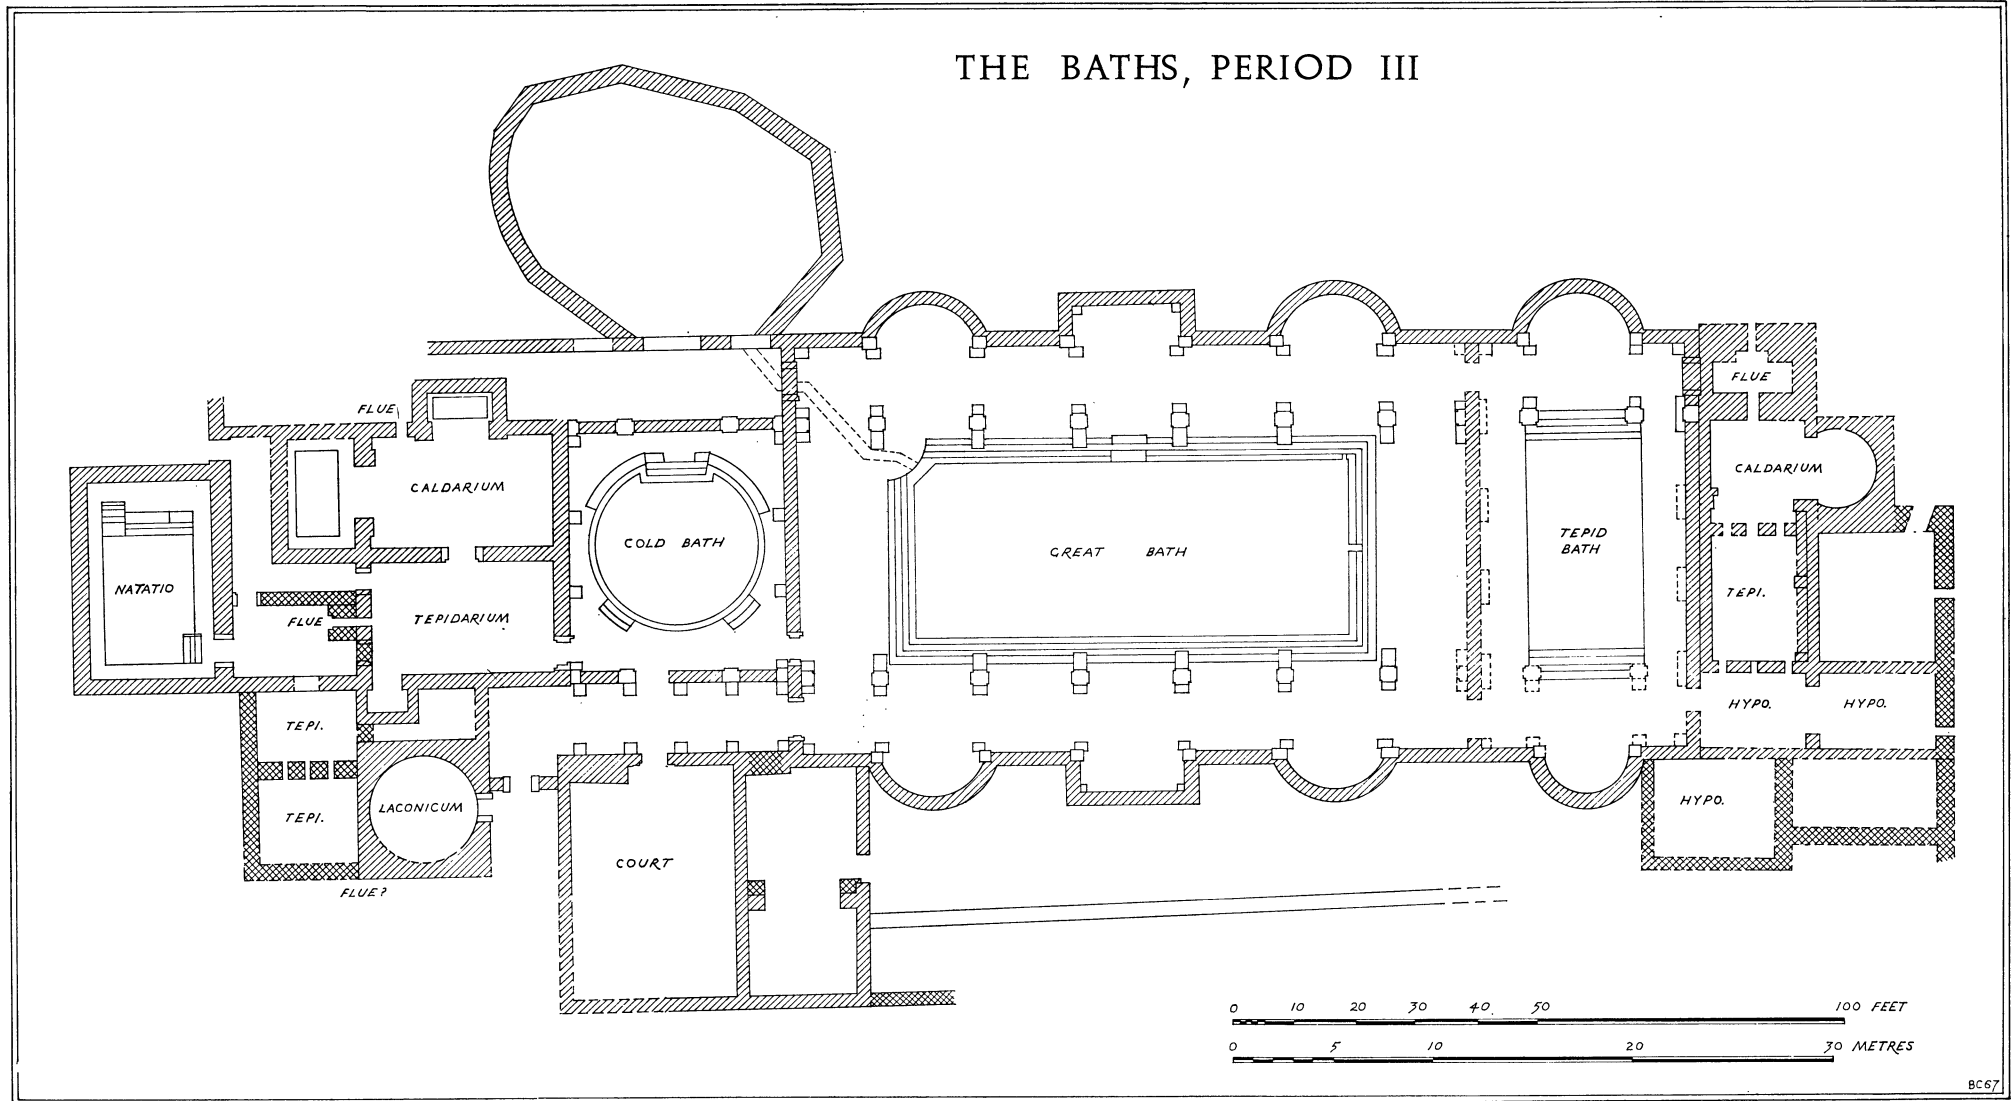 THE BATHS, PERIOD III
FLUE
FLUE
CALDARIUM
CALDARIUM
COLD BATH
GREAT BATH
TEPID
BATH
NATATIO
FLUE
TEPIDARIUM
TEPI.
TEPI.
HYPO.
HYPO.
TEPI.
LACONICUM
HYPO.
COURT
FLUE?
0 10 20 30 40 50 100 FEET
0 5 10 20 30 METRES
BC67